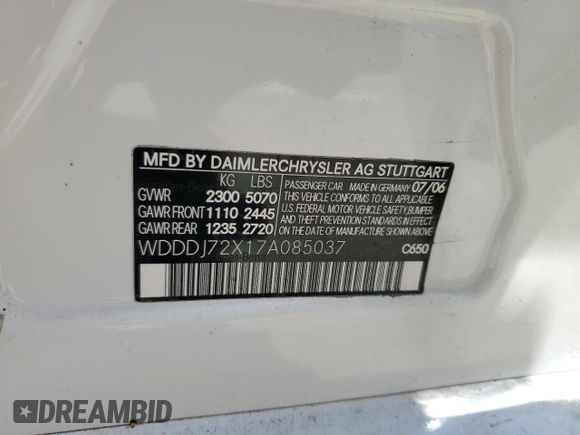 MFD BY DAIMLERCHRYSLER AG STUTTGART
KG LBS
GVWR 2300 5070
GAWR FRONT 1110 2445
GAWR REAR 1235 2720
PASSENGER CAR MADE IN GERMANY 07/06
THIS VEHICLE CONFORMS TO ALL APPLICABLE
U.S. FEDERAL MOTOR VEHICLE SAFETY, BUMPER
AND THEFT PREVENTION STANDARDS IN EFFECT
ON THE DATE OF MANUFACTURE SHOWN ABOVE.
WDDDJ72X17A085037
C650
DREAMBID